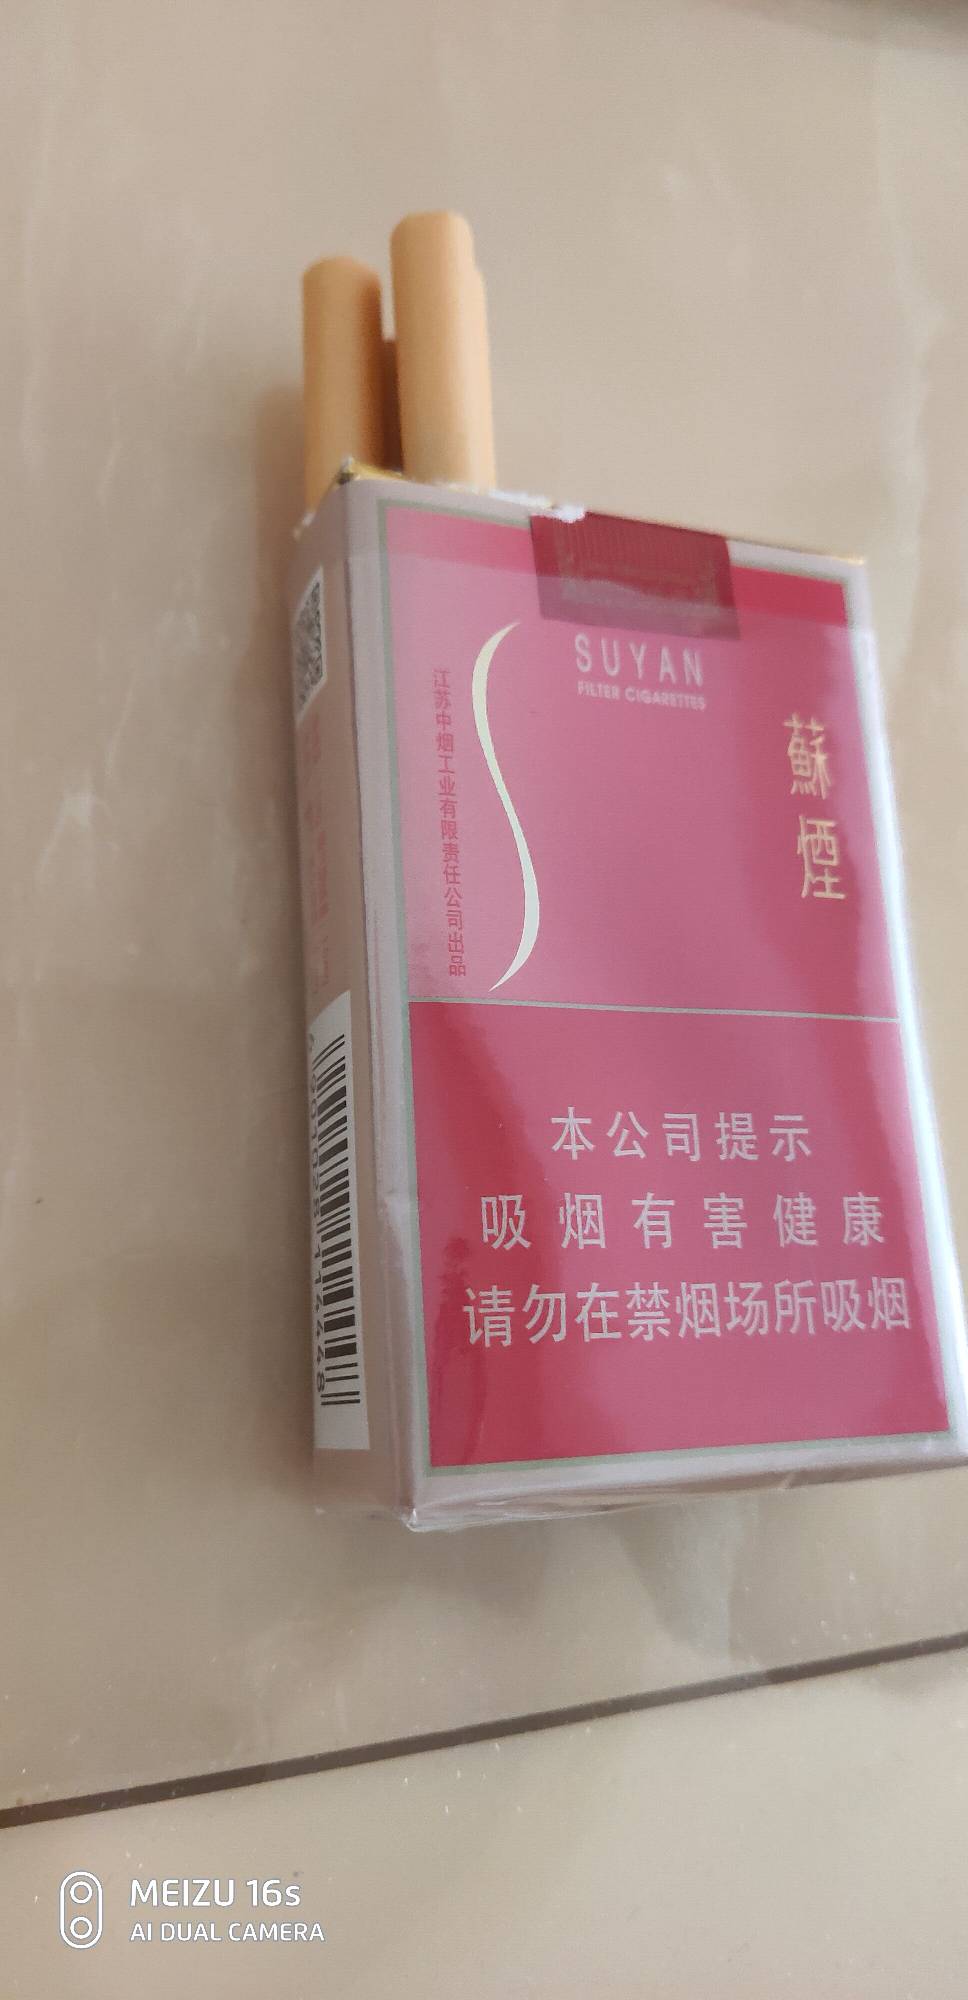 SUYAN
FILTER CIGARETTES
蘇煙
江苏中烟工业有限责任公司出品
本公司提示
吸烟有害健康
请勿在禁烟场所吸烟
MEIZU 16s
AI DUAL CAMERA